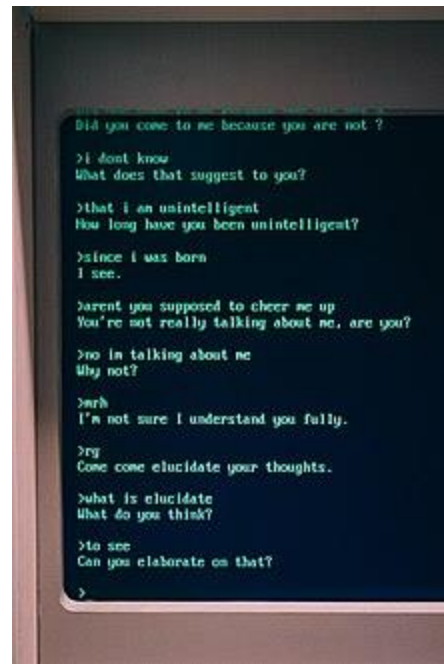 Did you come to me because you are not ?
>i dont know
What does that suggest to you?
>that i am unintelligent
How long have you been unintelligent?
>since i was born
I see.
>arent you supposed to cheer me up
You're not really talking about me, are you?
>no im talking about me
Why not?
>mrh
I'm not sure I understand you fully.
>rg
Come come elucidate your thoughts.
>what is elucidate
What do you think?
>to see
Can you elaborate on that?
>